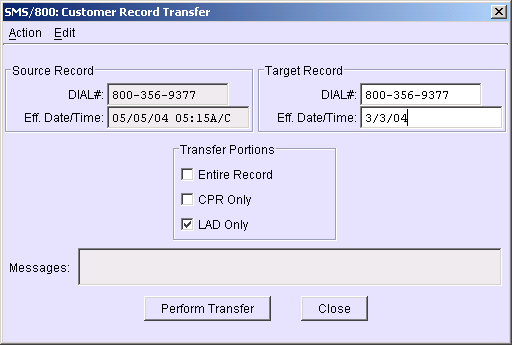 SMS/800: Customer Record Transfer
Action Edit
Source Record
DIAL#: 800-356-9377
Eff. Date/Time: 05/05/04 05:15A/C
Target Record
DIAL#: 800-356-9377
Eff. Date/Time: 3/3/04
Transfer Portions
Entire Record
CPR Only
LAD Only
Messages:
Perform Transfer Close